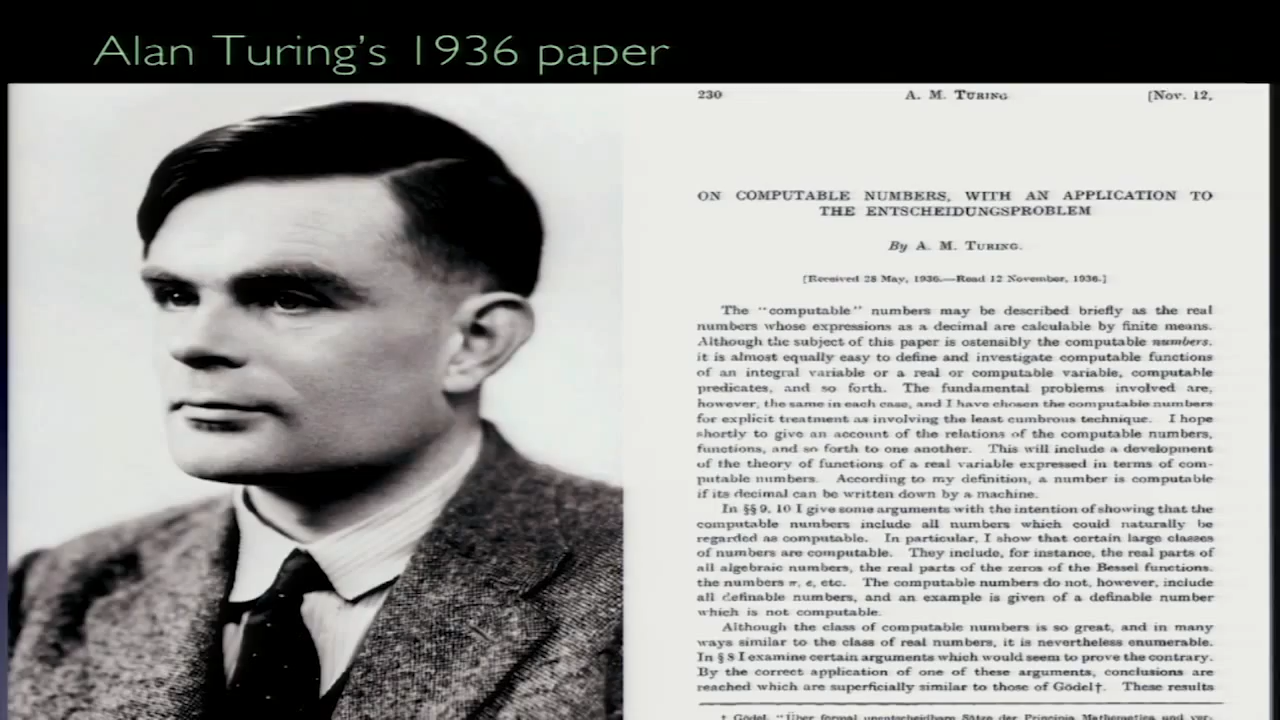 Alan Turing's 1936 paper
230 A. M. TURING [Nov. 12,
ON COMPUTABLE NUMBERS, WITH AN APPLICATION TO
THE ENTSCHEIDUNGSPROBLEM
By A. M. TURING.
[Received 28 May, 1936.—Read 12 November, 1936.]
The "computable" numbers may be described briefly as the real
numbers whose expressions as a decimal are calculable by finite means.
Although the subject of this paper is ostensibly the computable numbers.
it is almost equally easy to define and investigate computable functions
of an integral variable or a real or computable variable, computable
predicates, and so forth. The fundamental problems involved are,
however, the same in each case, and I have chosen the computable numbers
for explicit treatment as involving the least cumbrous technique. I hope
shortly to give an account of the relations of the computable numbers,
functions, and so forth to one another. This will include a development
of the theory of functions of a real variable expressed in terms of com-
putable numbers. According to my definition, a number is computable
if its decimal can be written down by a machine.
In §§ 9, 10 I give some arguments with the intention of showing that the
computable numbers include all numbers which could naturally be
regarded as computable. In particular, I show that certain large classes
of numbers are computable. They include, for instance, the real parts of
all algebraic numbers, the real parts of the zeros of the Bessel functions.
the numbers π, e, etc. The computable numbers do not, however, include
all definable numbers, and an example is given of a definable number
which is not computable.
Although the class of computable numbers is so great, and in many
ways similar to the class of real numbers, it is nevertheless enumerable.
In § 8 I examine certain arguments which would seem to prove the contrary.
By the correct application of one of these arguments, conclusions are
reached which are superficially similar to those of Gödel†. These results
† Gödel, "Über formal unentscheidbare Sätze der Principia Mathematica und ver-